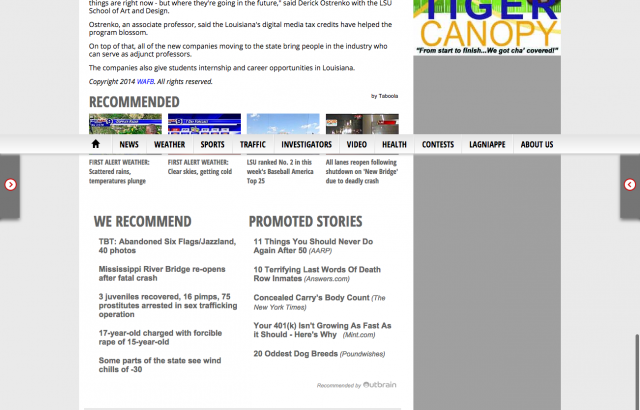 things are right now - but where they're going in the future," said Derick Ostrenko with the LSU
School of Art and Design.
Ostrenko, an associate professor, said the Louisiana's digital media tax credits have helped the
program blossom.
On top of that, all of the new companies moving to the state bring people in the industry who
can serve as adjunct professors.
The companies also give students internship and career opportunities in Louisiana.
Copyright 2014 WAFB. All rights reserved.
TIGER
CANOPY
"From start to finish...We got cha' covered!"
RECOMMENDED
by Taboola
NEWS WEATHER SPORTS TRAFFIC INVESTIGATORS VIDEO HEALTH CONTESTS LAGNIAPPE ABOUT US
FIRST ALERT WEATHER:
Scattered rains,
temperatures plunge
FIRST ALERT WEATHER:
Clear skies, getting cold
LSU ranked No. 2 in this
week's Baseball America
Top 25
All lanes reopen following
shutdown on 'New Bridge'
due to deadly crash
WE RECOMMEND
TBT: Abandoned Six Flags/Jazzland,
40 photos
Mississippi River Bridge re-opens
after fatal crash
3 juveniles recovered, 16 pimps, 75
prostitutes arrested in sex trafficking
operation
17-year-old charged with forcible
rape of 15-year-old
Some parts of the state see wind
chills of -30
PROMOTED STORIES
11 Things You Should Never Do
Again After 50 (AARP)
10 Terrifying Last Words Of Death
Row Inmates (Answers.com)
Concealed Carry's Body Count (The
New York Times)
Your 401(k) Isn't Growing As Fast As
it Should - Here's Why (Mint.com)
20 Oddest Dog Breeds (Poundwishes)
Recommended by Outbrain